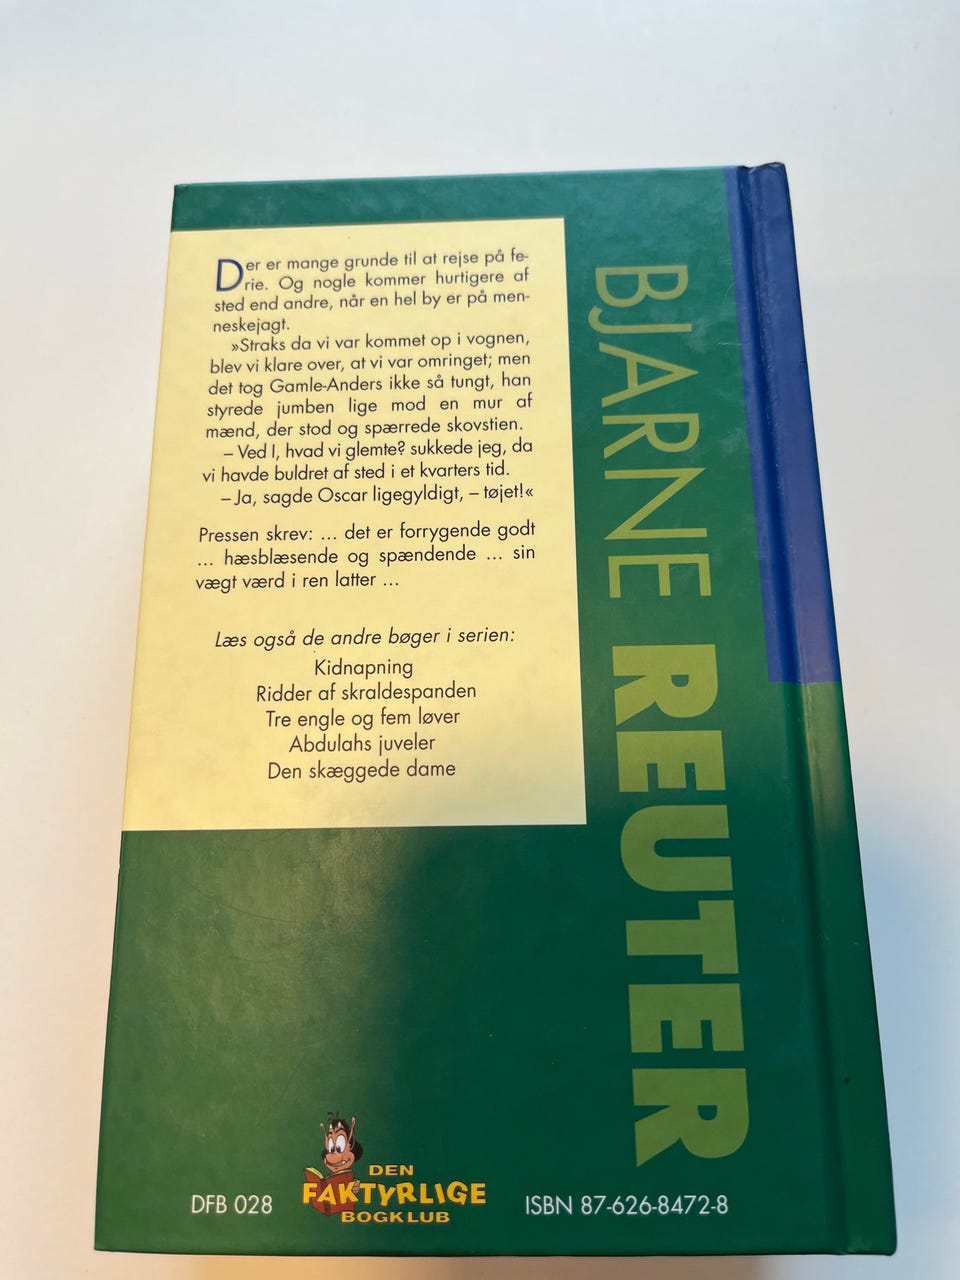 Der er mange grunde til at rejse på fe-
rie. Og nogle kommer hurtigere af
sted end andre, når en hel by er på men-
neskejagt.
»Straks da vi var kommet op i vognen,
blev vi klare over, at vi var omringet; men
det tog Gamle-Anders ikke så tungt, han
styrede jumben lige mod en mur af
mænd, der stod og spærrede skovstien.
– Ved I, hvad vi glemte? sukkede jeg, da
vi havde buldret af sted i et kvarters tid.
– Ja, sagde Oscar ligegyldigt, – tøjet!«
Pressen skrev: ... det er forrygende godt
... hæsblæsende og spændende ... sin
vægt værd i ren latter ...
Læs også de andre bøger i serien:
Kidnapning
Ridder af skraldespanden
Tre engle og fem løver
Abdulahs juveler
Den skæggede dame
BJARNE REUTER
DFB 028
DEN
FAKTYRLIGE
BOGKLUB
ISBN 87-626-8472-8